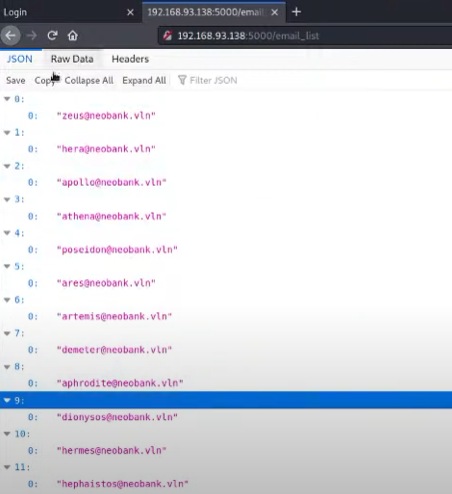 Login
192.168.93.138:5000/email_
192.168.93.138:5000/email_list
JSON Raw Data Headers
Save Copy Collapse All Expand All Filter JSON
0:
0: "zeus@neobank.vln"
1:
0: "hera@neobank.vln"
2:
0: "apollo@neobank.vln"
3:
0: "athena@neobank.vln"
4:
0: "poseidon@neobank.vln"
5:
0: "ares@neobank.vln"
6:
0: "artemis@neobank.vln"
7:
0: "demeter@neobank.vln"
8:
0: "aphrodite@neobank.vln"
9:
0: "dionysos@neobank.vln"
10:
0: "hermes@neobank.vln"
11:
0: "hephaistos@neobank.vln"